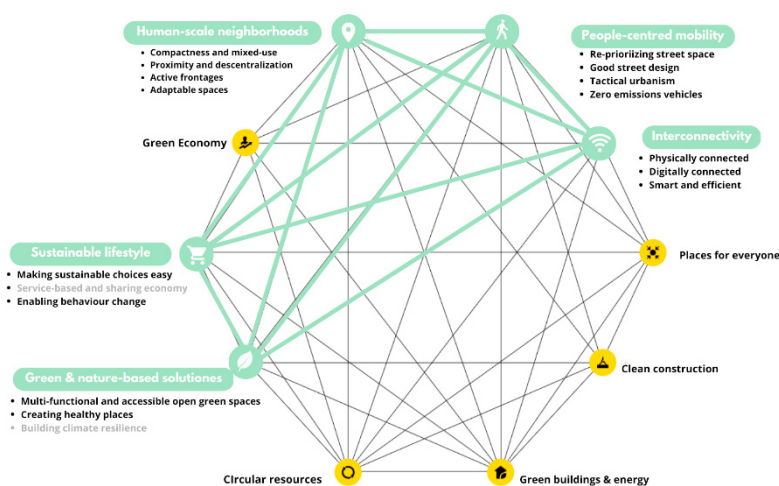 Human-scale neighborhoods
Compactness and mixed-use
Proximity and descentralization
Active frontages
Adaptable spaces
People-centred mobility
Re-prioriizing street space
Good street design
Tactical urbanism
Zero emissions vehicles
Interconnectivity
Physically connected
Digitally connected
Smart and efficient
Green Economy
Places for everyone
Sustainable lifestyle
Making sustainable choices easy
Service-based and sharing economy
Enabling behaviour change
Clean construction
Green & nature-based solutiones
Multi-functional and accessible open green spaces
Creating healthy places
Building climate resilience
CIrcular resources
Green buildings & energy